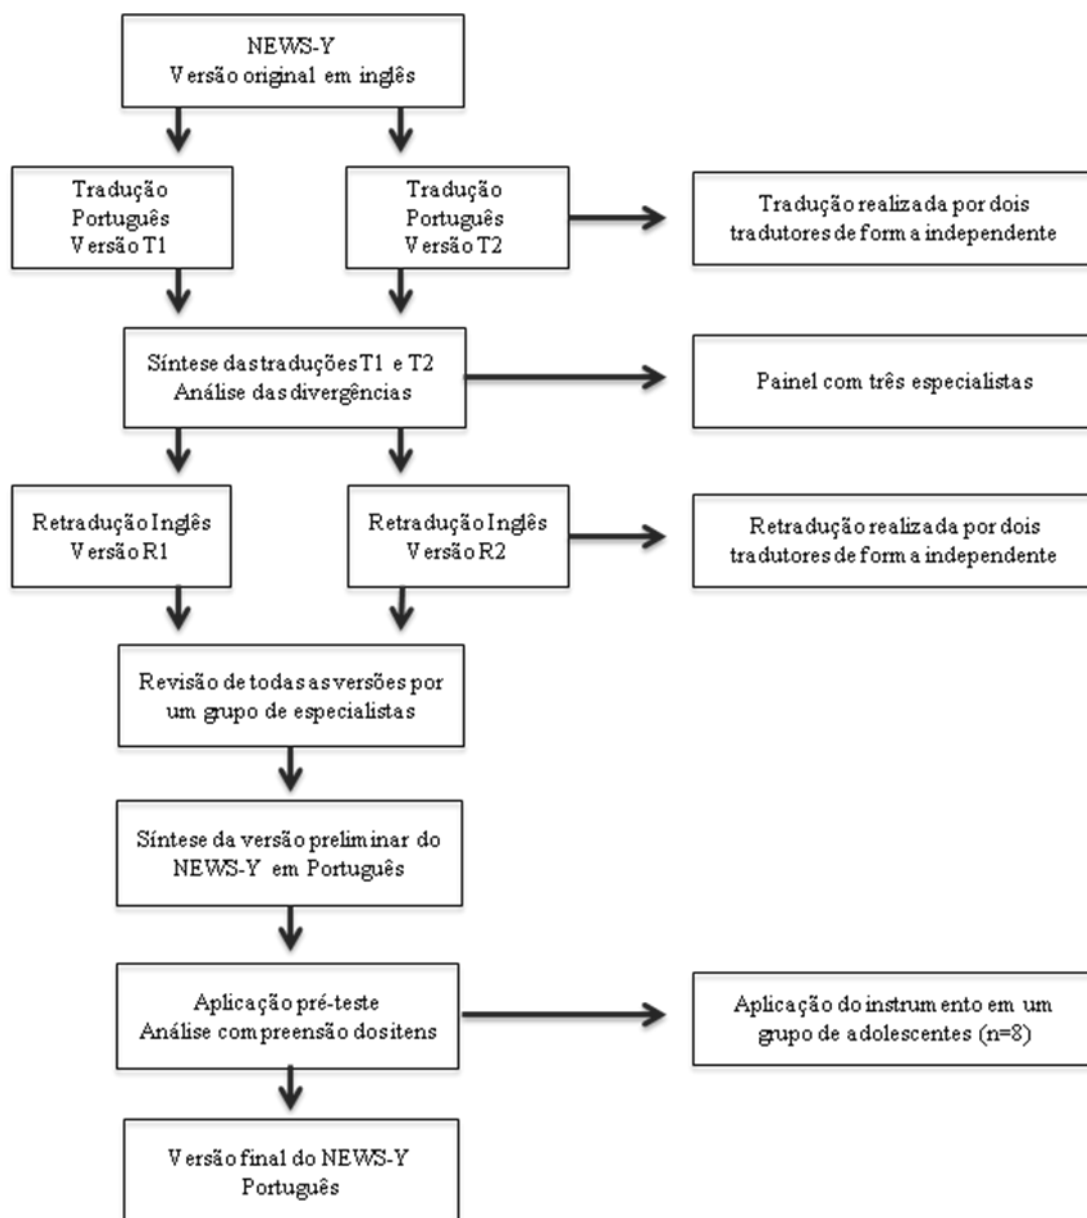 NEWS-Y
Versão original em inglês
Tradução
Português
Versão T1
Tradução
Português
Versão T2
Tradução realizada por dois
tradutores de forma independente
Síntese das traduções T1 e T2
Análise das divergências
Painel com três especialistas
Retradução Inglês
Versão R1
Retradução Inglês
Versão R2
Retradução realizada por dois
tradutores de forma independente
Revisão de todas as versões por
um grupo de especialistas
Síntese da versão preliminar do
NEWS-Y em Português
Aplicação pré-teste
Análise compreensão dos itens
Aplicação do instrumento em um
grupo de adolescentes (n=8)
Versão final do NEWS-Y
Português